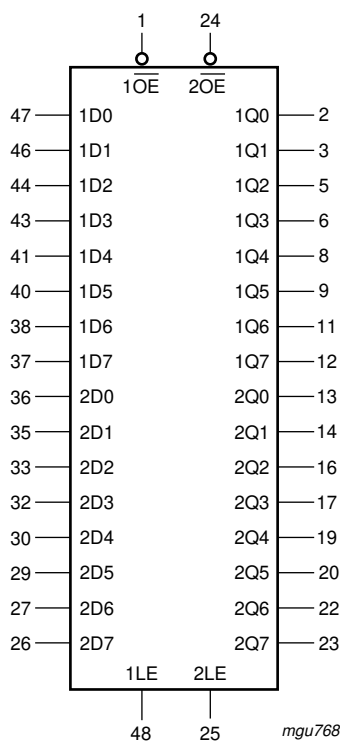 1 24
1OE 2OE
47 1D0 1Q0 2
46 1D1 1Q1 3
44 1D2 1Q2 5
43 1D3 1Q3 6
41 1D4 1Q4 8
40 1D5 1Q5 9
38 1D6 1Q6 11
37 1D7 1Q7 12
36 2D0 2Q0 13
35 2D1 2Q1 14
33 2D2 2Q2 16
32 2D3 2Q3 17
30 2D4 2Q4 19
29 2D5 2Q5 20
27 2D6 2Q6 22
26 2D7 2Q7 23
1LE 2LE
48 25 mgu768